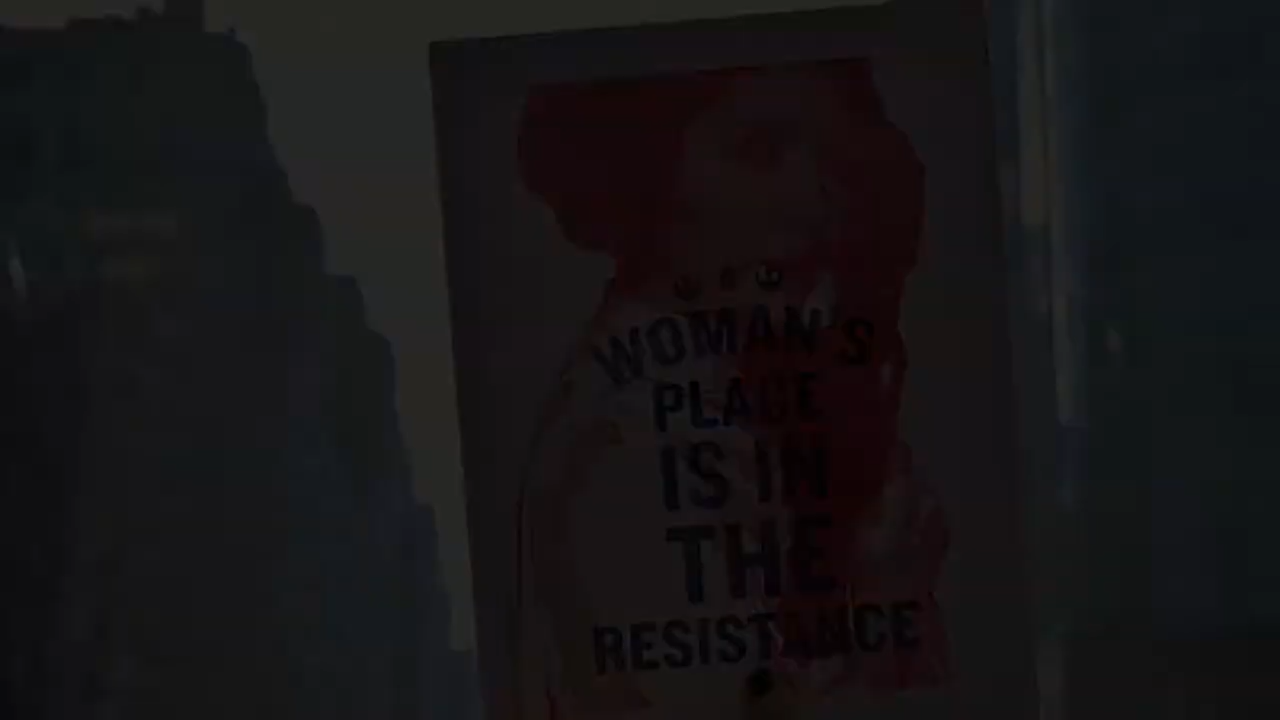 A
WOMAN'S
PLACE
IS IN
THE
RESISTANCE